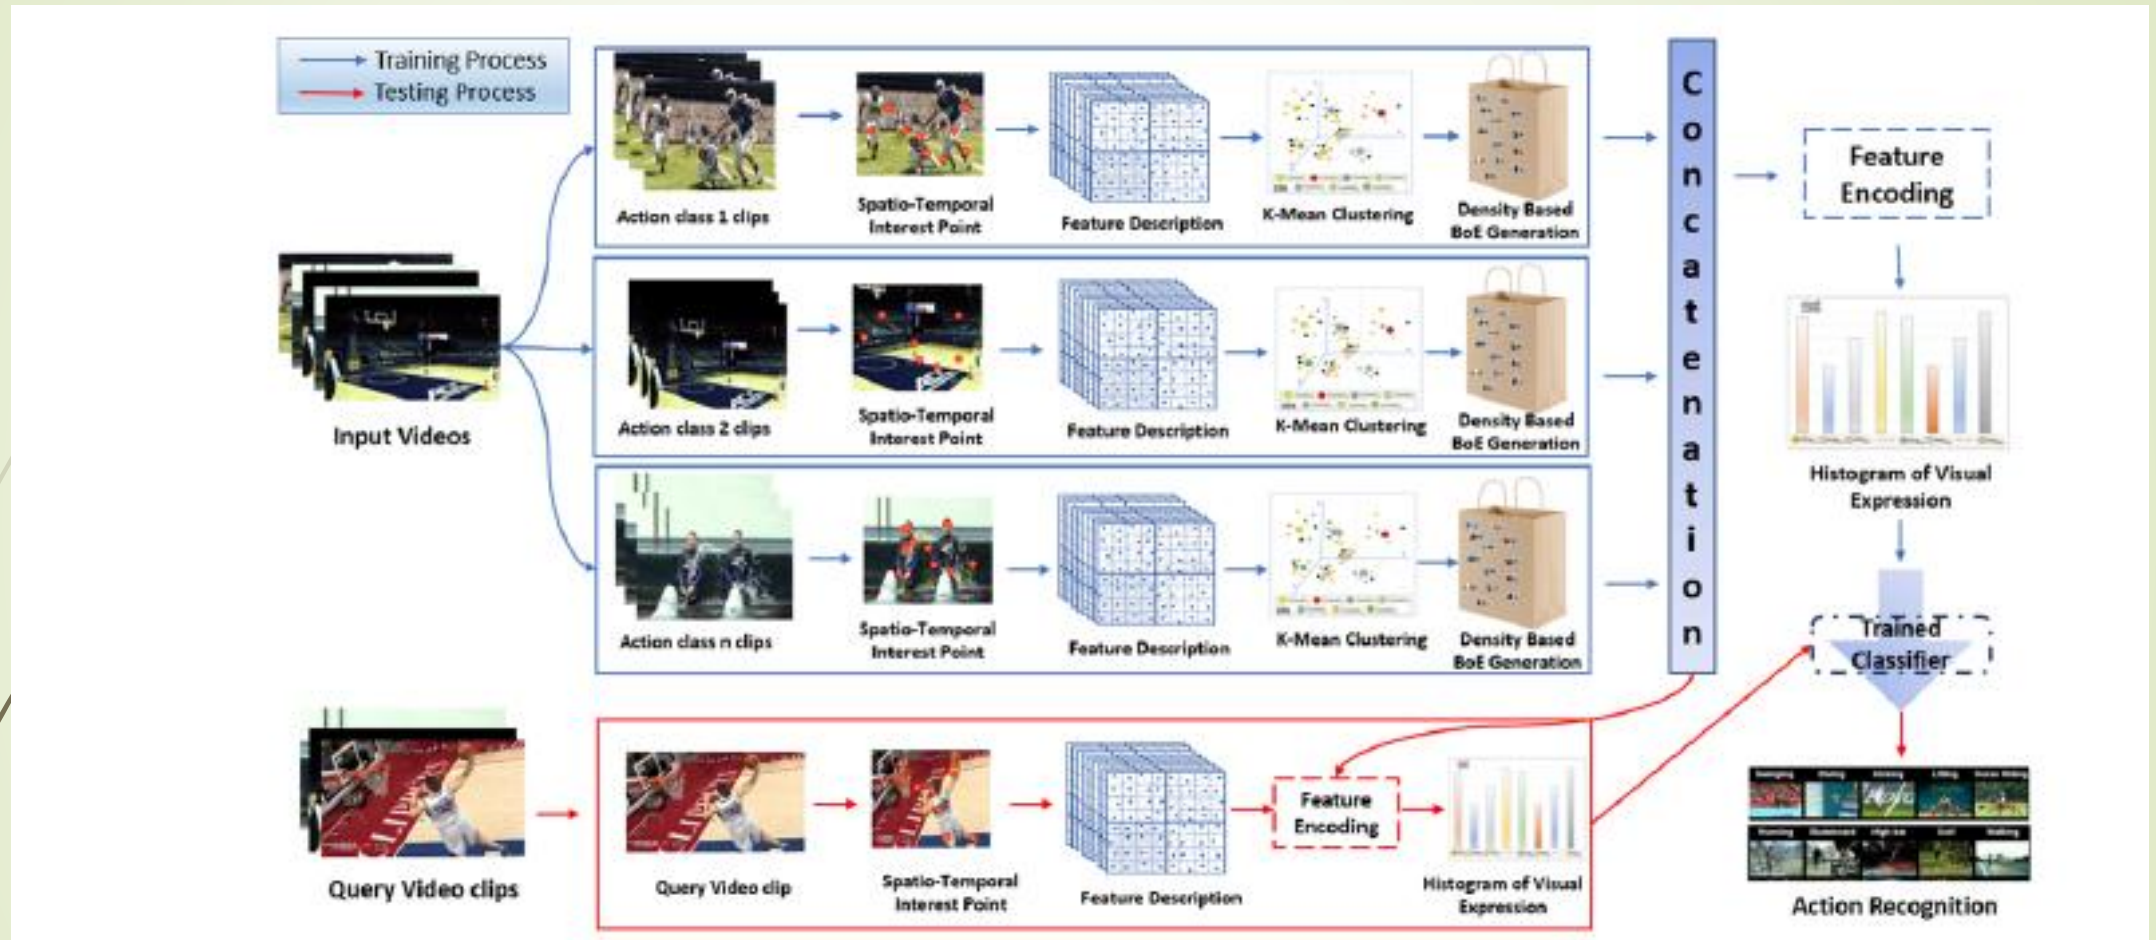 Training Process
Testing Process
Action class 1 clips
Spatio-Temporal
Interest Point
Feature Description
K-Mean Clustering
Density Based
BoE Generation
Input Videos
Action class 2 clips
Spatio-Temporal
Interest Point
Feature Description
K-Mean Clustering
Density Based
BoE Generation
Action class n clips
Spatio-Temporal
Interest Point
Feature Description
K-Mean Clustering
Density Based
BoE Generation
Concatenation
Feature
Encoding
Histogram of Visual
Expression
Trained
Classifier
Query Video clips
Query Video clip
Spatio-Temporal
Interest Point
Feature Description
Feature
Encoding
Histogram of Visual
Expression
Action Recognition